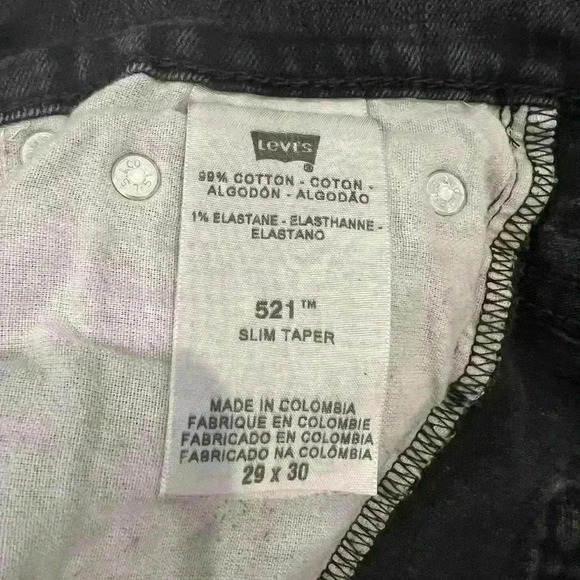 Levi's
®
99% COTTON - COTON -
ALGODÓN - ALGODÃO
1% ELASTANE - ELASTHANNE -
ELASTANO
521™
SLIM TAPER
MADE IN COLOMBIA
FABRIQUE EN COLOMBIE
FABRICADO EN COLOMBIA
FABRICADO NA COLÔMBIA
29 x 30